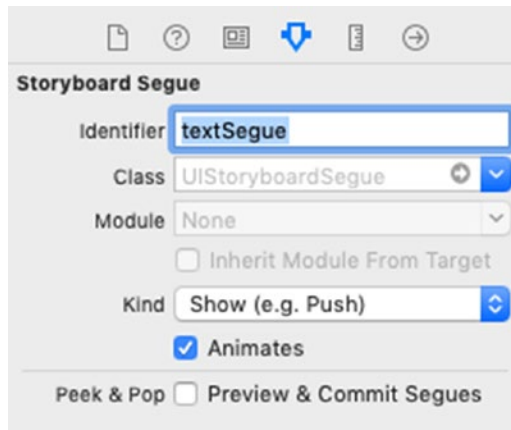 Storyboard Segue
Identifier textSegue
Class UIStoryboardSegue
Module None
Inherit Module From Target
Kind Show (e.g. Push)
Animates
Peek & Pop Preview & Commit Segues